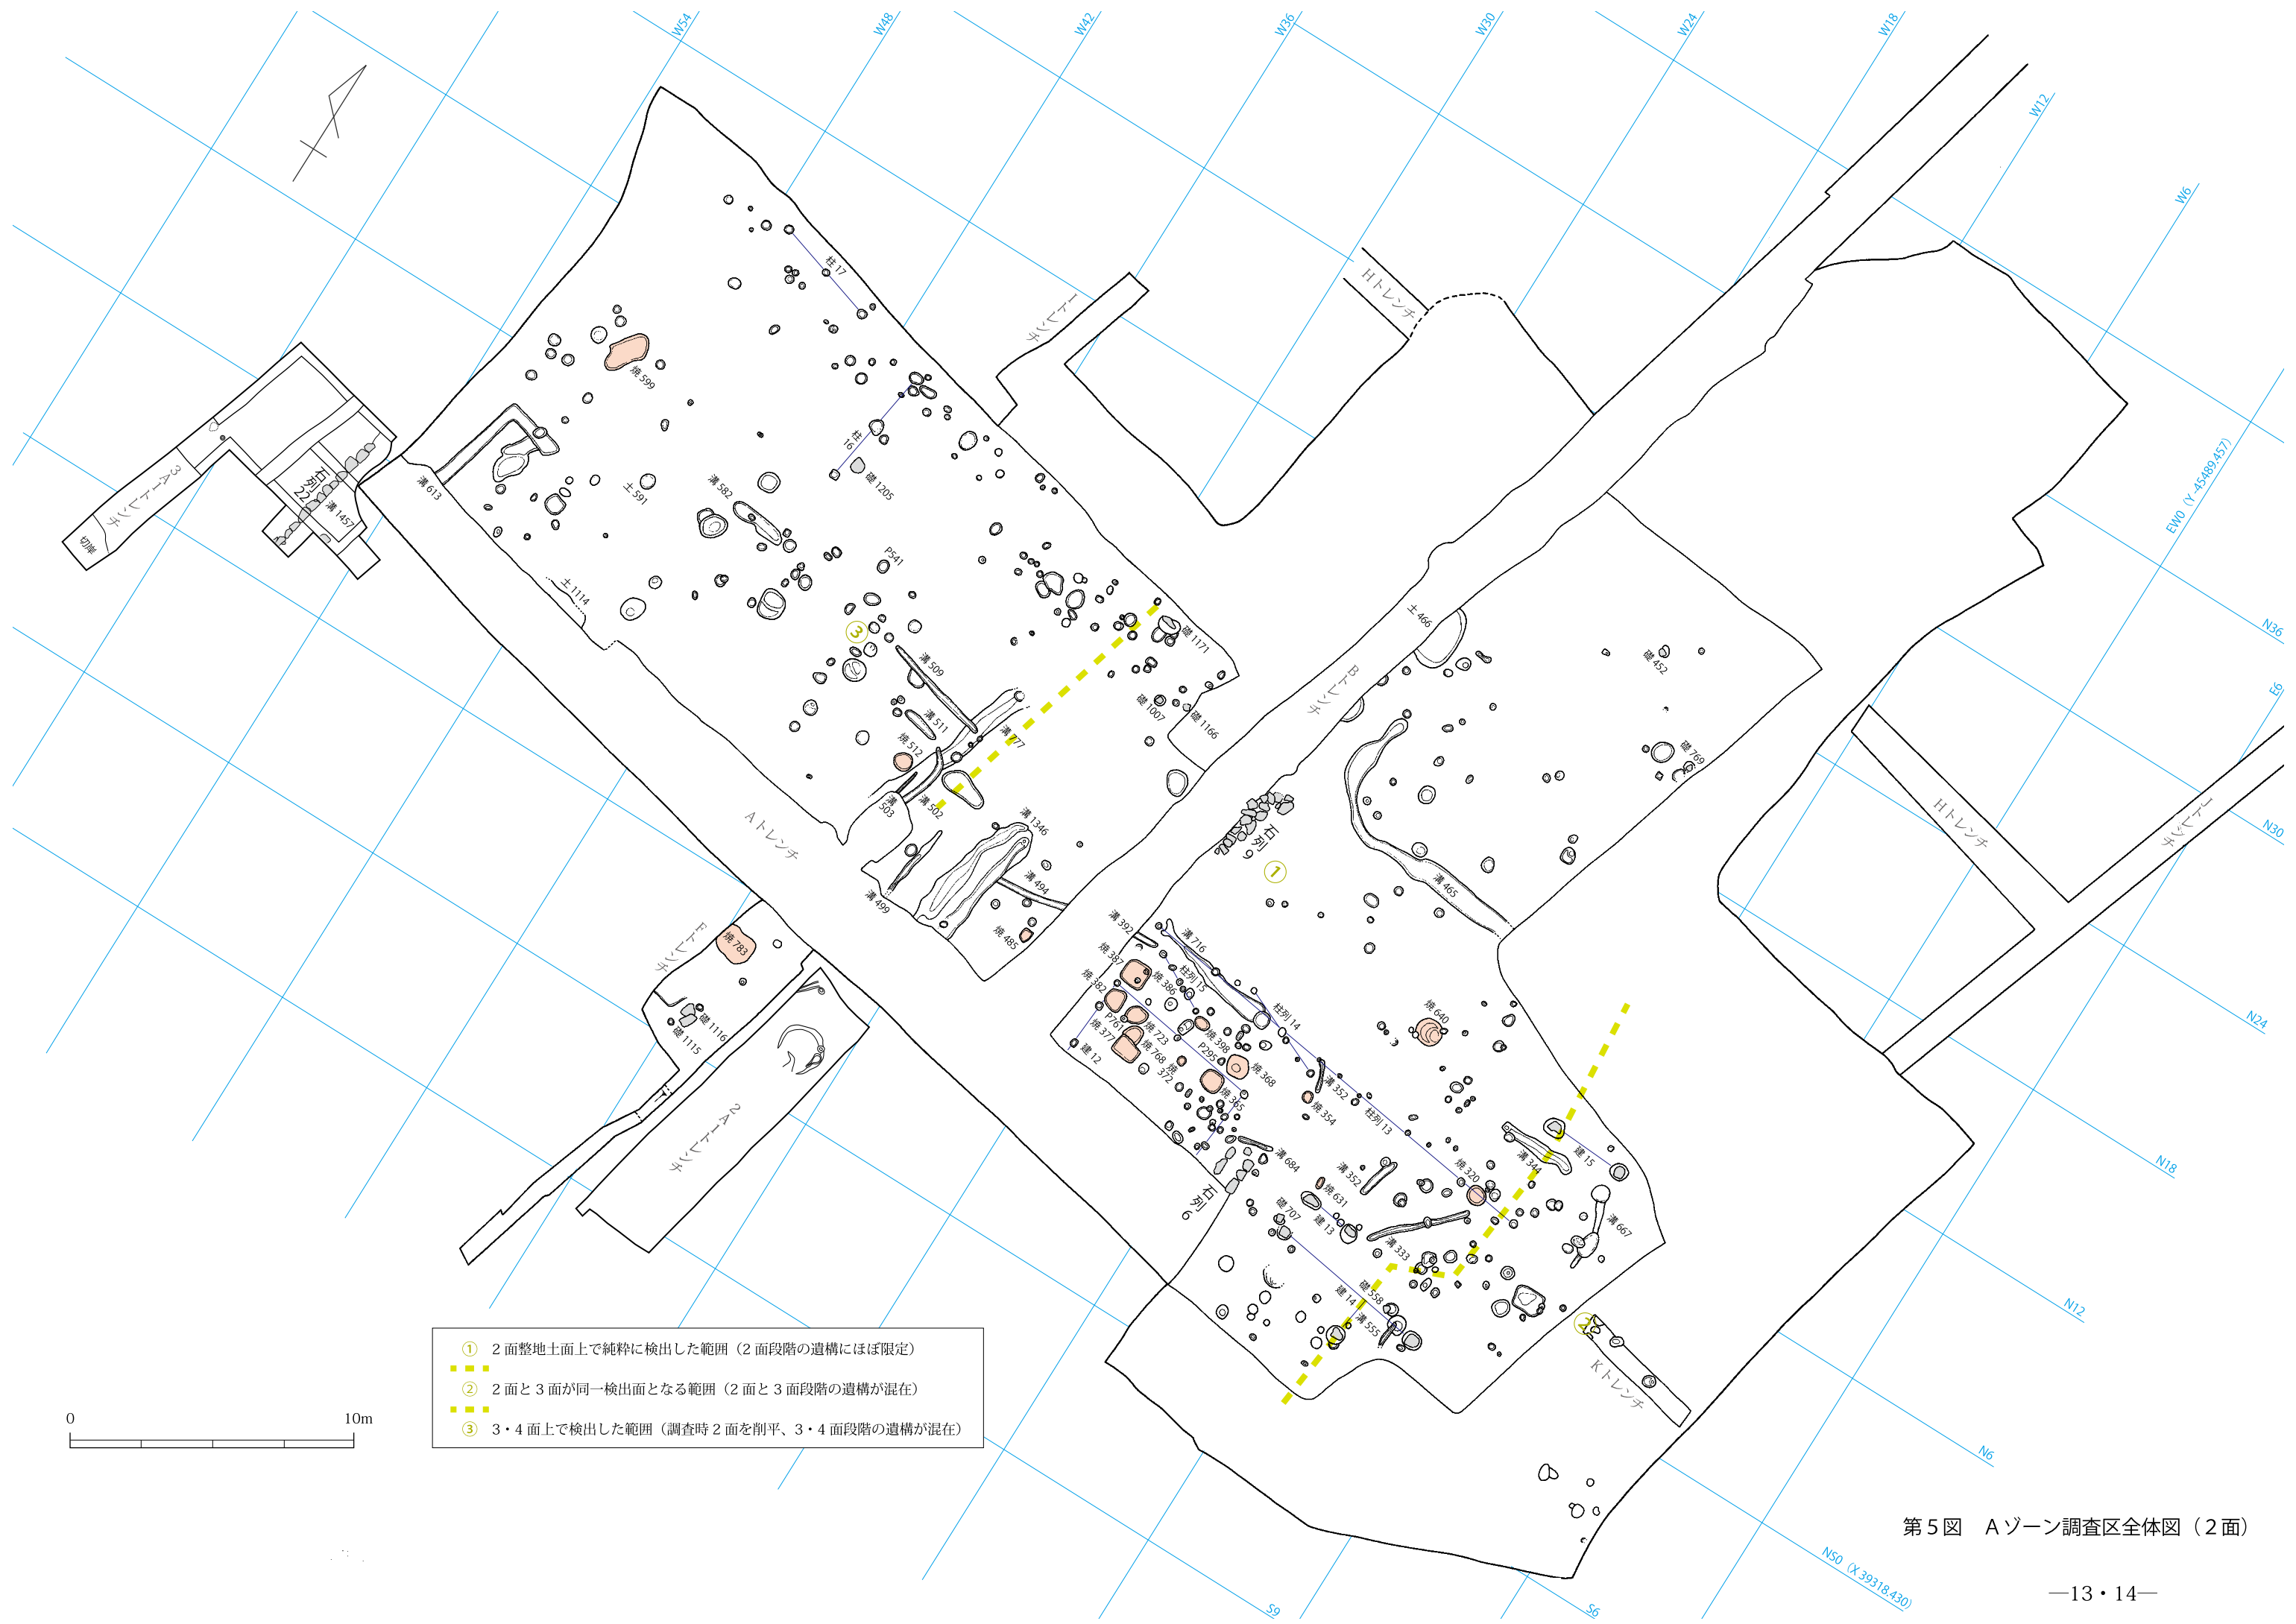 W54
W48
W42
W36
W30
W24
W18
W12
W6
EW0（Y -45489.457）
E6
N36
N30
N24
N18
N12
N6
N50（X 39318.430）
S6
S9
柱17
Iトレンチ
Hトレンチ
焼599
柱16
礎1205
溝613
土591
溝582
3A-1トレンチ
石列22
溝1457
切岸
土1114
P541
③
溝509
溝511
焼512
溝777
溝503
溝502
礎1171
礎1007
礎1166
土466
Bトレンチ
礎452
礎769
Hトレンチ
Jトレンチ
Aトレンチ
溝1346
溝494
溝499
焼485
石列9
①
溝465
Fトレンチ
焼783
礎1116
礎1115
2A-1トレンチ
溝392
溝716
焼387
焼386
柱列15
焼382
P761
焼377
焼723
焼768
建12
焼372
焼398
P295
焼368
焼365
柱列14
溝352
焼354
柱列13
焼640
溝684
石列6
溝352
焼631
礎707
建13
焼320
溝344
建15
溝667
溝333
礎558
建14
溝555
②
Kトレンチ
① 2面整地土面上で純粋に検出した範囲（2面段階の遺構にほぼ限定）
② 2面と3面が同一検出面となる範囲（2面と3面段階の遺構が混在）
③ 3・4面上で検出した範囲（調査時2面を削平、3・4面段階の遺構が混在）
0 10m
第5図 Aゾーン調査区全体図（2面）
―13・14―